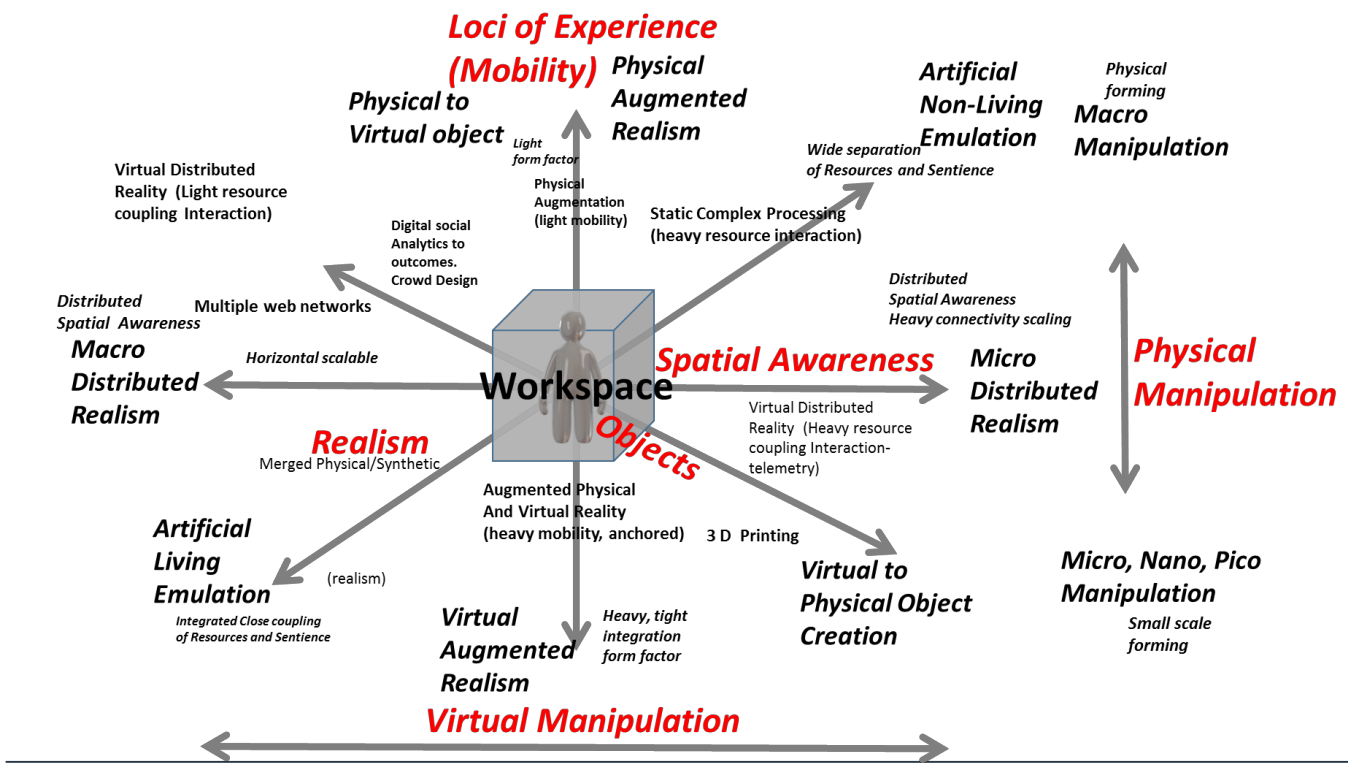 Loci of Experience
(Mobility)
Physical
Augmented
Realism
Physical to
Virtual object
Light
form factor
Physical
Augmentation
(light mobility)
Artificial
Non-Living
Emulation
Physical
forming
Macro
Manipulation
Wide separation
of Resources and Sentience
Static Complex Processing
(heavy resource interaction)
Virtual Distributed
Reality (Light resource
coupling Interaction)
Digital social
Analytics to
outcomes.
Crowd Design
Distributed
Spatial Awareness
Multiple web networks
Macro
Distributed
Realism
Horizontal scalable
Workspace
Spatial Awareness
Objects
Distributed
Spatial Awareness
Heavy connectivity scaling
Micro
Distributed
Realism
Physical
Manipulation
Virtual Distributed
Reality (Heavy resource
coupling Interaction-
telemetry)
Realism
Merged Physical/Synthetic
Augmented Physical
And Virtual Reality
(heavy mobility, anchored)
3 D Printing
Artificial
Living
Emulation
(realism)
Integrated Close coupling
of Resources and Sentience
Virtual
Augmented
Realism
Heavy, tight
integration
form factor
Virtual to
Physical Object
Creation
Micro, Nano, Pico
Manipulation
Small scale
forming
Virtual Manipulation